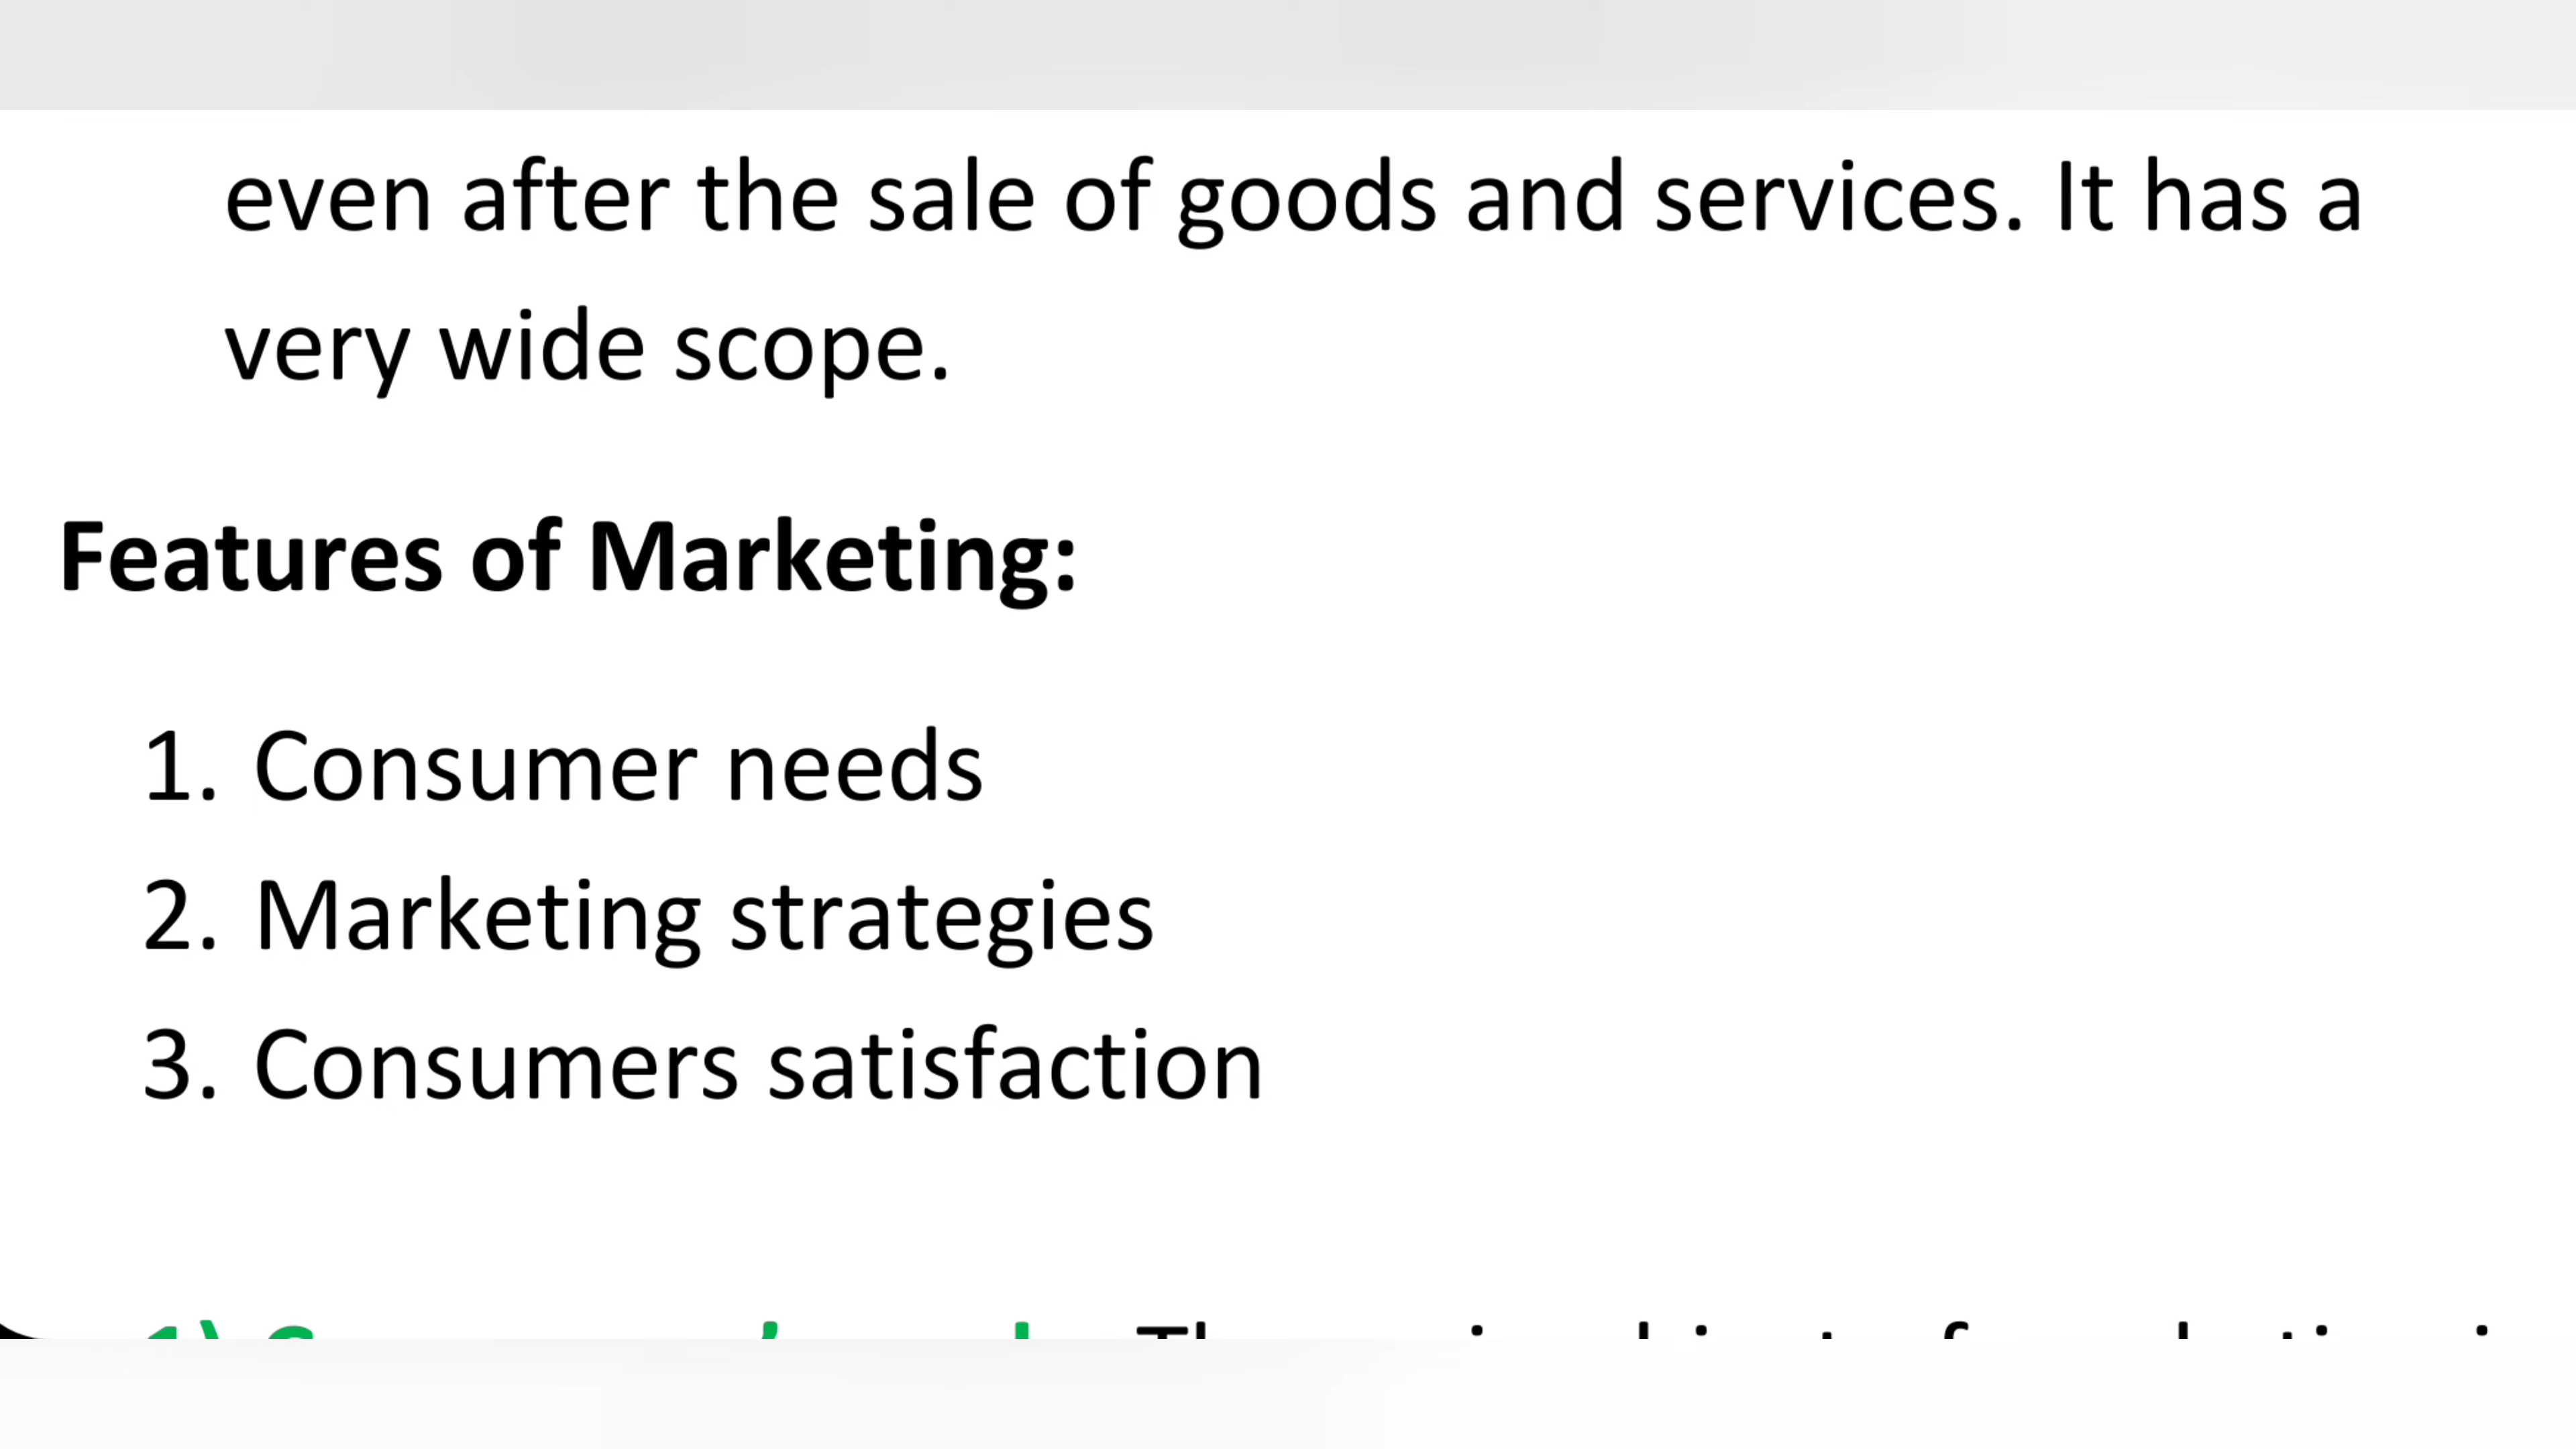 even after the sale of goods and services. It has a
very wide scope.
Features of Marketing:
1. Consumer needs
2. Marketing strategies
3. Consumers satisfaction